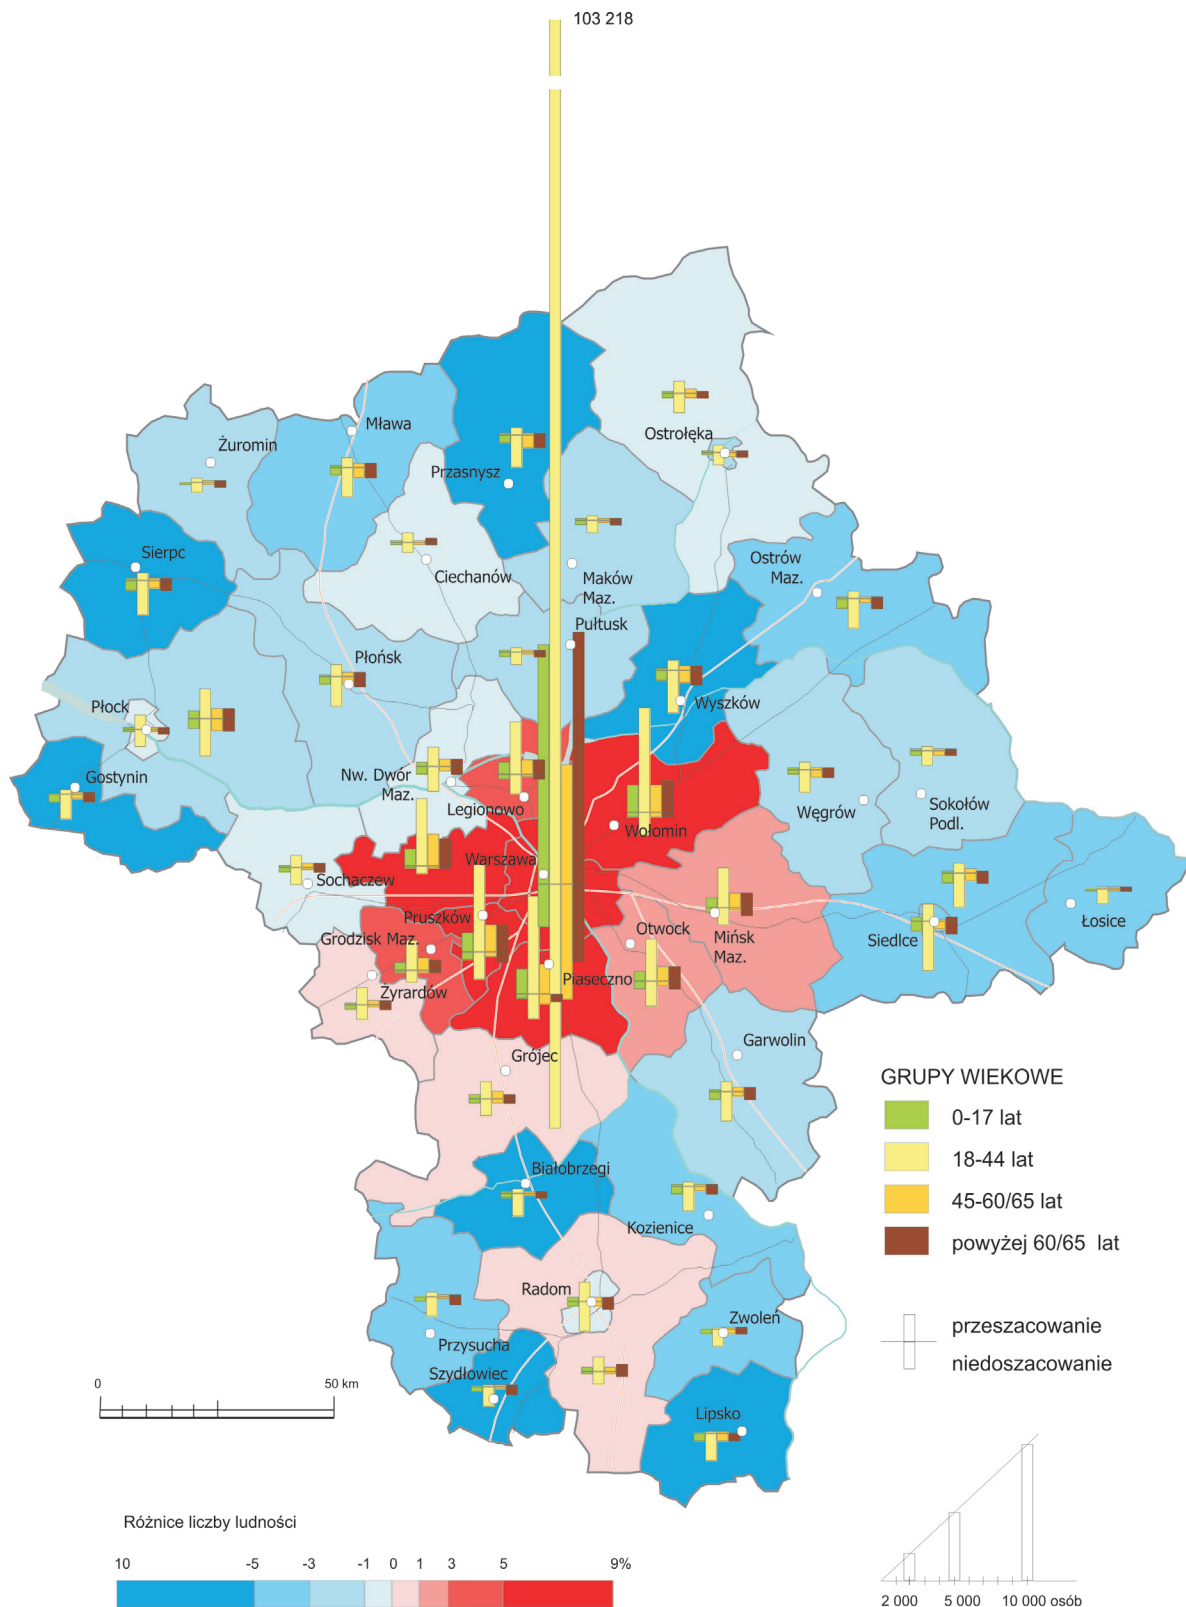 103 218
Ostrołęka
Mława
Żuromin
Przasnysz
Sierpc
Ciechanów
Maków
Maz.
Ostrów
Maz.
Pułtusk
Płońsk
Wyszków
Płock
Gostynin
Nw. Dwór
Maz.
Legionowo
Wołomin
Węgrów
Sokołów
Podl.
Warszawa
Sochaczew
Pruszków
Grodzisk Maz.
Otwock
Mińsk
Maz.
Siedlce
Łosice
Żyrardów
Piaseczno
Grójec
Garwolin
Białobrzegi
Kozienice
Radom
Zwoleń
Przysucha
Szydłowiec
Lipsko
GRUPY WIEKOWE
0-17 lat
18-44 lat
45-60/65 lat
powyżej 60/65 lat
przeszacowanie
niedoszacowanie
0 50 km
Różnice liczby ludności
10 -5 -3 -1 0 1 3 5 9%
2 000 5 000 10 000 osób